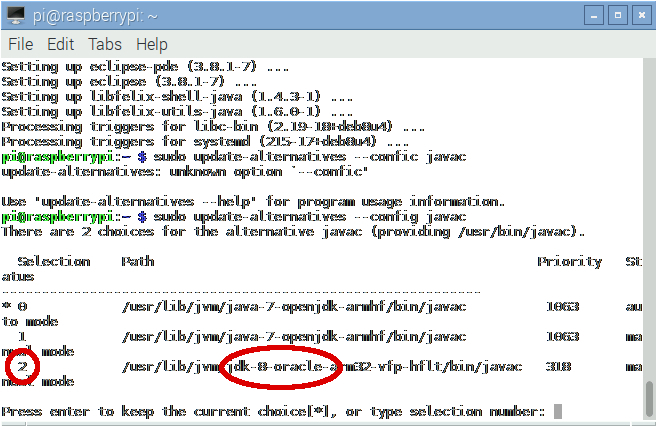 pi@raspberrypi: ~
File Edit Tabs Help
Setting up eclipse-pde (3.8.1-7) ...
Setting up eclipse (3.8.1-7) ...
Setting up libfelix-shell-java (1.4.3-1) ...
Setting up libfelix-utils-java (1.6.0-1) ...
Processing triggers for libc-bin (2.19-18+deb8u4) ...
Processing triggers for systemd (215-17+deb8u4) ...
pi@raspberrypi:~ $ sudo update-alternatives --confic javac
update-alternatives: unknown option `--confic'
Use 'update-alternatives --help' for program usage information.
pi@raspberrypi:~ $ sudo update-alternatives --config javac
There are 2 choices for the alternative javac (providing /usr/bin/javac).
Selection Path Priority St
atus
------------------------------------------------------------
* 0 /usr/lib/jvm/java-7-openjdk-armhf/bin/javac 1063 au
to mode
1 /usr/lib/jvm/java-7-openjdk-armhf/bin/javac 1063 ma
nual mode
2 /usr/lib/jvm/jdk-8-oracle-arm32-vfp-hflt/bin/javac 318 ma
nual mode
Press enter to keep the current choice[*], or type selection number: